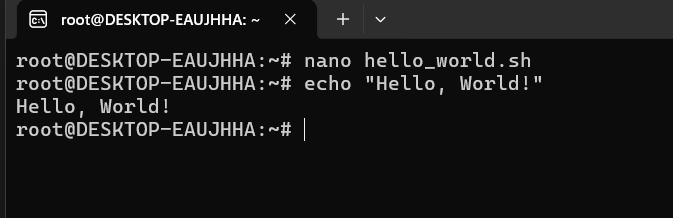 root@DESKTOP-EAUJHHA: ~
root@DESKTOP-EAUJHHA:~# nano hello_world.sh
root@DESKTOP-EAUJHHA:~# echo "Hello, World!"
Hello, World!
root@DESKTOP-EAUJHHA:~#